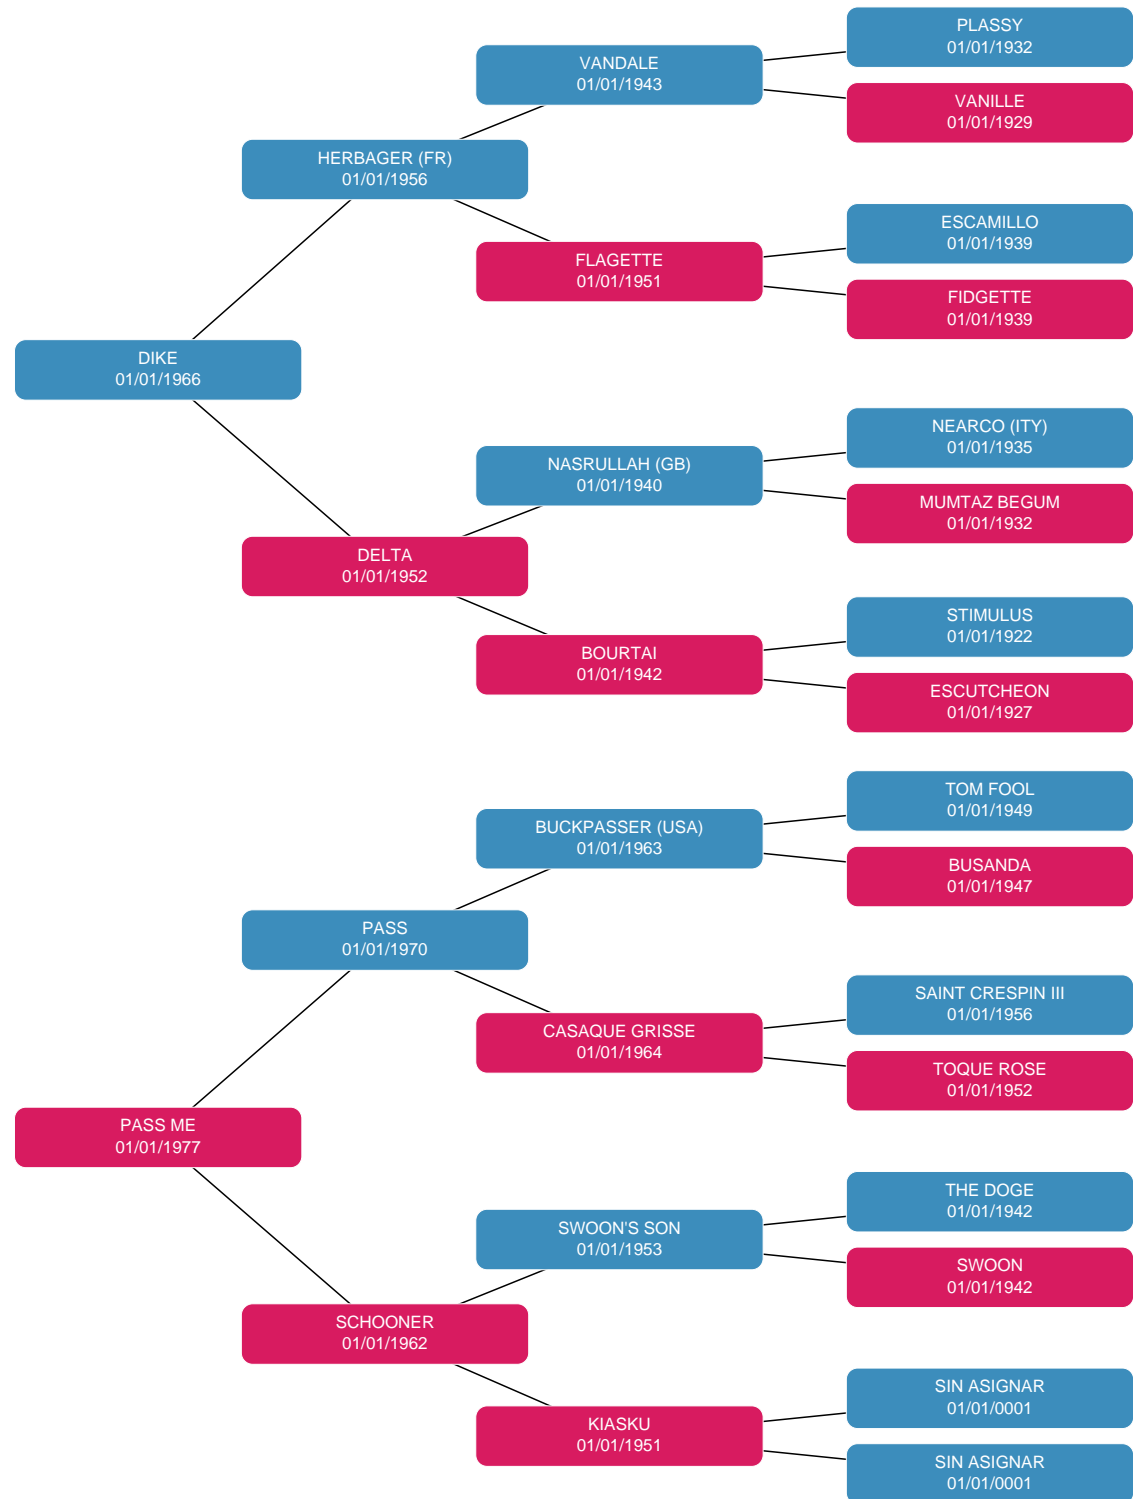 PLASSY
01/01/1932
VANDALE
01/01/1943
VANILLE
01/01/1929
HERBAGER (FR)
01/01/1956
ESCAMILLO
01/01/1939
FLAGETTE
01/01/1951
FIDGETTE
01/01/1939
DIKE
01/01/1966
NEARCO (ITY)
01/01/1935
NASRULLAH (GB)
01/01/1940
MUMTAZ BEGUM
01/01/1932
DELTA
01/01/1952
STIMULUS
01/01/1922
BOURTAI
01/01/1942
ESCUTCHEON
01/01/1927
TOM FOOL
01/01/1949
BUCKPASSER (USA)
01/01/1963
BUSANDA
01/01/1947
PASS
01/01/1970
SAINT CRESPIN III
01/01/1956
CASAQUE GRISSE
01/01/1964
TOQUE ROSE
01/01/1952
PASS ME
01/01/1977
THE DOGE
01/01/1942
SWOON'S SON
01/01/1953
SWOON
01/01/1942
SCHOONER
01/01/1962
SIN ASIGNAR
01/01/0001
KIASKU
01/01/1951
SIN ASIGNAR
01/01/0001